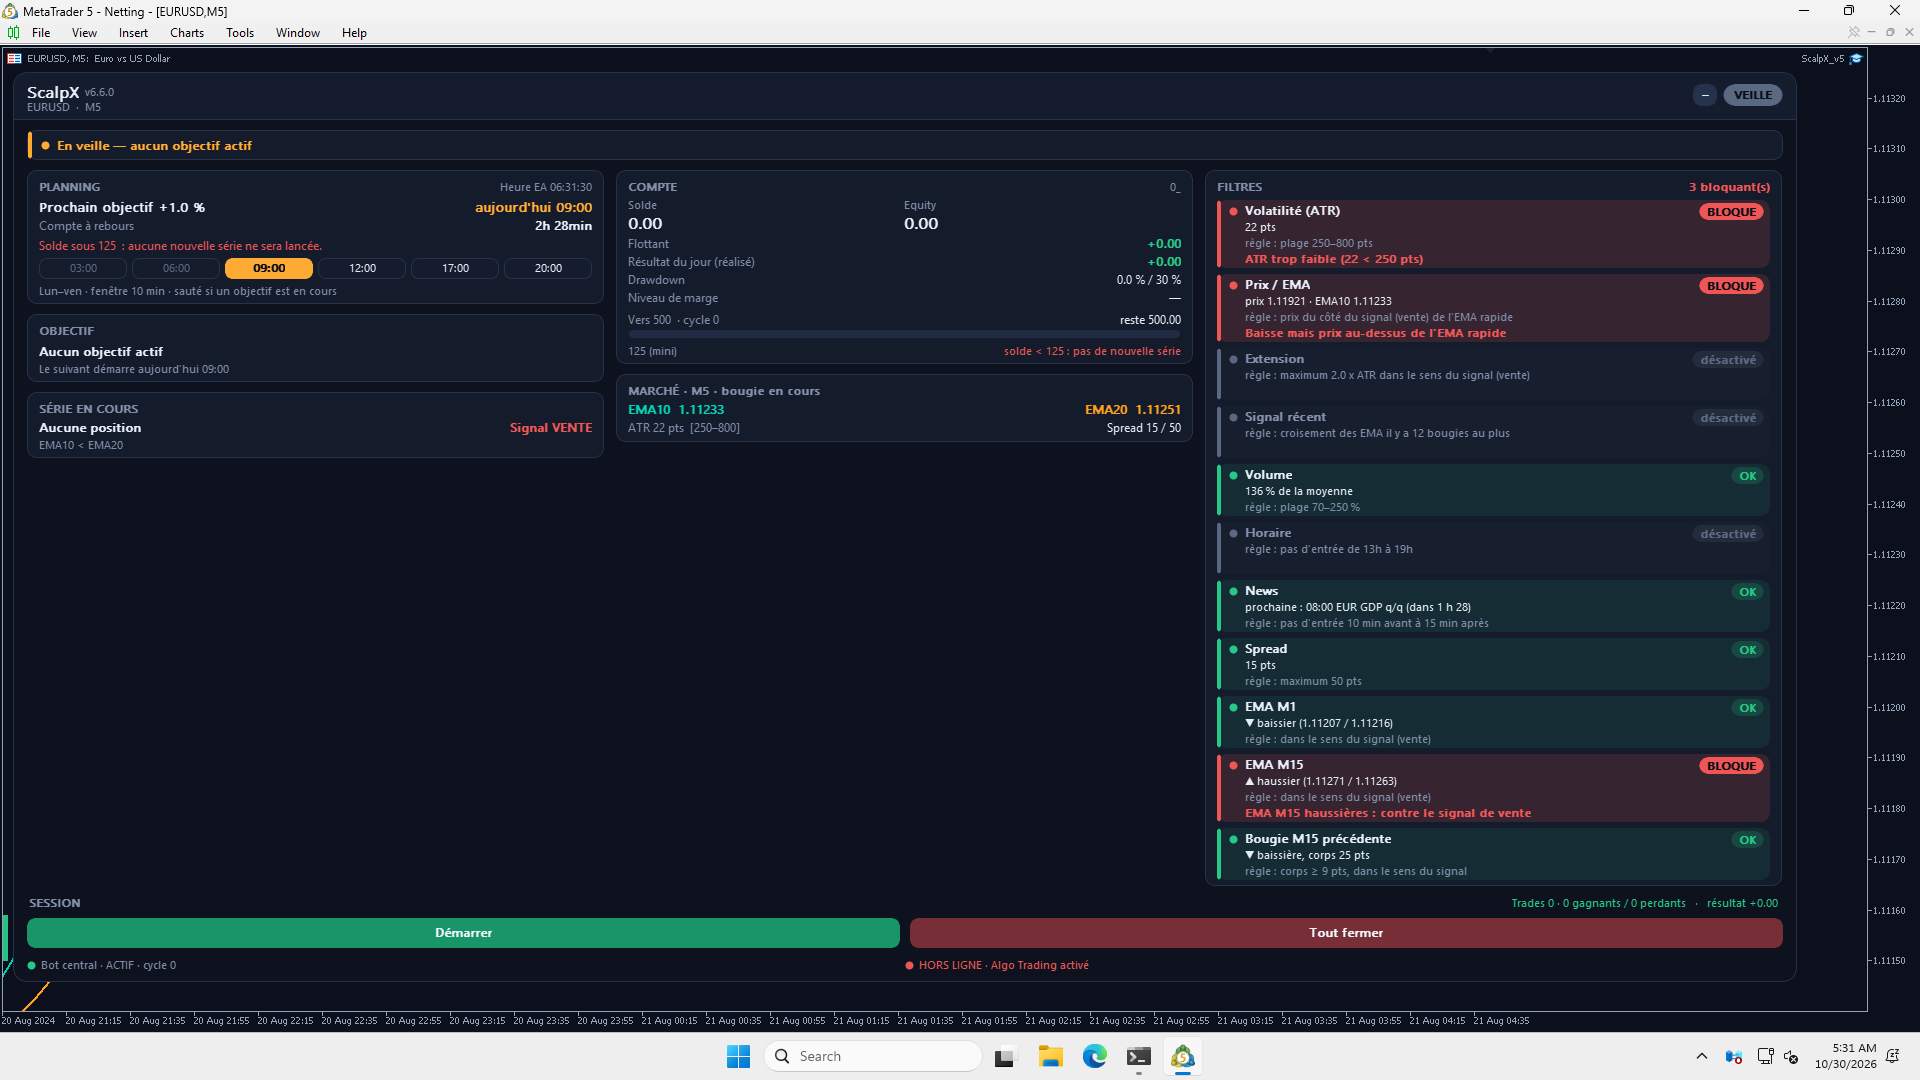 MetaTrader 5 - Netting - [EURUSD,M5]
File View Insert Charts Tools Window Help
EURUSD, M5: Euro vs US Dollar
ScalpX_v5
ScalpX v6.6.0
EURUSD · M5
– VEILLE
En veille — aucun objectif actif
PLANNING
Heure EA 06:31:30
Prochain objectif +1.0 %
aujourd'hui 09:00
Compte à rebours
2h 28min
Solde sous 125 : aucune nouvelle série ne sera lancée.
03:00 06:00 09:00 12:00 17:00 20:00
Lun–ven · fenêtre 10 min · sauté si un objectif est en cours
OBJECTIF
Aucun objectif actif
Le suivant démarre aujourd'hui 09:00
SÉRIE EN COURS
Aucune position
Signal VENTE
EMA10 < EMA20
COMPTE
0_
Solde
Equity
0.00
0.00
Flottant
+0.00
Résultat du jour (réalisé)
+0.00
Drawdown
0.0 % / 30 %
Niveau de marge
—
Vers 500 · cycle 0
reste 500.00
125 (mini)
solde < 125 : pas de nouvelle série
MARCHÉ · M5 · bougie en cours
EMA10 1.11233
EMA20 1.11251
ATR 22 pts [250–800]
Spread 15 / 50
FILTRES
3 bloquant(s)
Volatilité (ATR)
BLOQUE
22 pts
règle : plage 250–800 pts
ATR trop faible (22 < 250 pts)
Prix / EMA
BLOQUE
prix 1.11921 · EMA10 1.11233
règle : prix du côté du signal (vente) de l'EMA rapide
Baisse mais prix au-dessus de l'EMA rapide
Extension
désactivé
règle : maximum 2.0 x ATR dans le sens du signal (vente)
Signal récent
désactivé
règle : croisement des EMA il y a 12 bougies au plus
Volume
OK
136 % de la moyenne
règle : plage 70–250 %
Horaire
désactivé
règle : pas d'entrée de 13h à 19h
News
OK
prochaine : 08:00 EUR GDP q/q (dans 1 h 28)
règle : pas d'entrée 10 min avant à 15 min après
Spread
OK
15 pts
règle : maximum 50 pts
EMA M1
OK
▼ baissier (1.11207 / 1.11216)
règle : dans le sens du signal (vente)
EMA M15
BLOQUE
▲ haussier (1.11271 / 1.11263)
règle : dans le sens du signal (vente)
EMA M15 haussières : contre le signal de vente
Bougie M15 précédente
OK
▼ baissière, corps 25 pts
règle : corps ≥ 9 pts, dans le sens du signal
SESSION
Trades 0 · 0 gagnants / 0 perdants · résultat +0.00
Démarrer
Tout fermer
Bot central · ACTIF · cycle 0
HORS LIGNE · Algo Trading activé
1.11320
1.11310
1.11300
1.11290
1.11280
1.11270
1.11260
1.11250
1.11240
1.11230
1.11220
1.11210
1.11200
1.11190
1.11180
1.11170
1.11160
1.11150
20 Aug 2024 20 Aug 21:15 20 Aug 21:35 20 Aug 21:55 20 Aug 22:15 20 Aug 22:35 20 Aug 22:55 20 Aug 23:15 20 Aug 23:35 20 Aug 23:55 21 Aug 00:15 21 Aug 00:35 21 Aug 00:55 21 Aug 01:15 21 Aug 01:35 21 Aug 01:55 21 Aug 02:15 21 Aug 02:35 21 Aug 02:55 21 Aug 03:15 21 Aug 03:35 21 Aug 03:55 21 Aug 04:15 21 Aug 04:35
Search
5:31 AM
10/30/2026